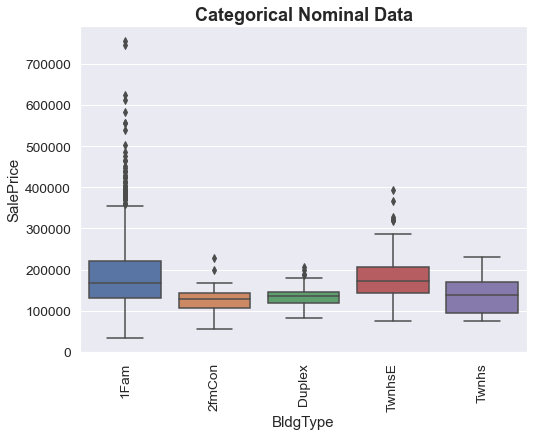 Categorical Nominal Data
SalePrice
700000
600000
500000
400000
300000
200000
100000
0
1Fam
2fmCon
Duplex
TwnhsE
Twnhs
BldgType